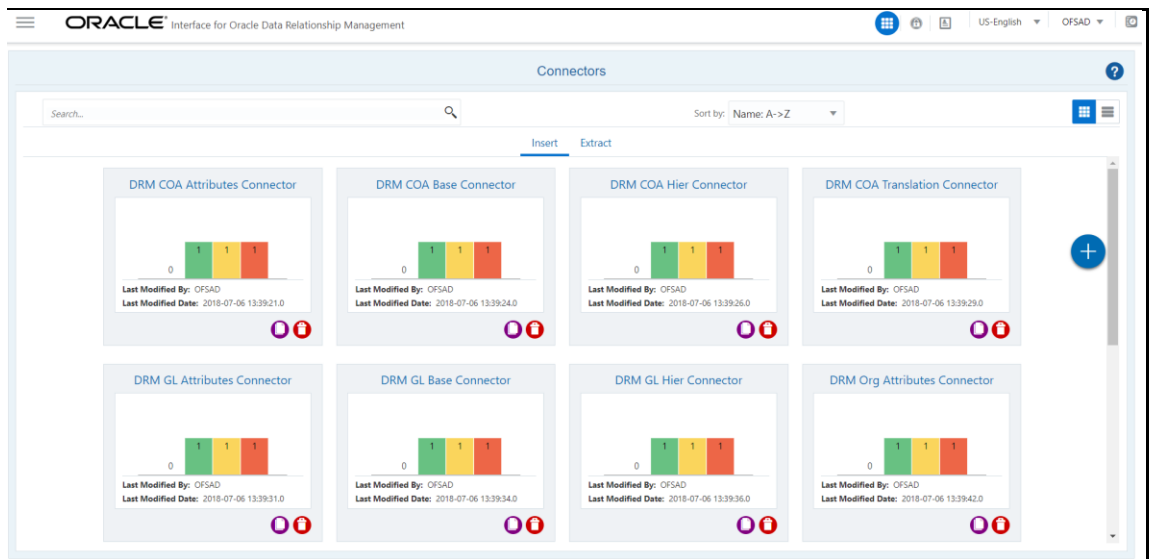 ORACLE® Interface for Oracle Data Relationship Management US-English OFSAD
Connectors ?
Search... Sort by: Name: A->Z
Insert Extract
DRM COA Attributes Connector DRM COA Base Connector DRM COA Hier Connector DRM COA Translation Connector
0 1 1 1 0 1 1 1 0 1 1 1 0 1 1 1
Last Modified By: OFSAD Last Modified By: OFSAD Last Modified By: OFSAD Last Modified By: OFSAD
Last Modified Date: 2018-07-06 13:39:21.0 Last Modified Date: 2018-07-06 13:39:24.0 Last Modified Date: 2018-07-06 13:39:26.0 Last Modified Date: 2018-07-06 13:39:29.0
DRM GL Attributes Connector DRM GL Base Connector DRM GL Hier Connector DRM Org Attributes Connector
0 1 1 1 0 1 1 1 0 1 1 1 0 1 1 1
Last Modified By: OFSAD Last Modified By: OFSAD Last Modified By: OFSAD Last Modified By: OFSAD
Last Modified Date: 2018-07-06 13:39:31.0 Last Modified Date: 2018-07-06 13:39:34.0 Last Modified Date: 2018-07-06 13:39:36.0 Last Modified Date: 2018-07-06 13:39:42.0